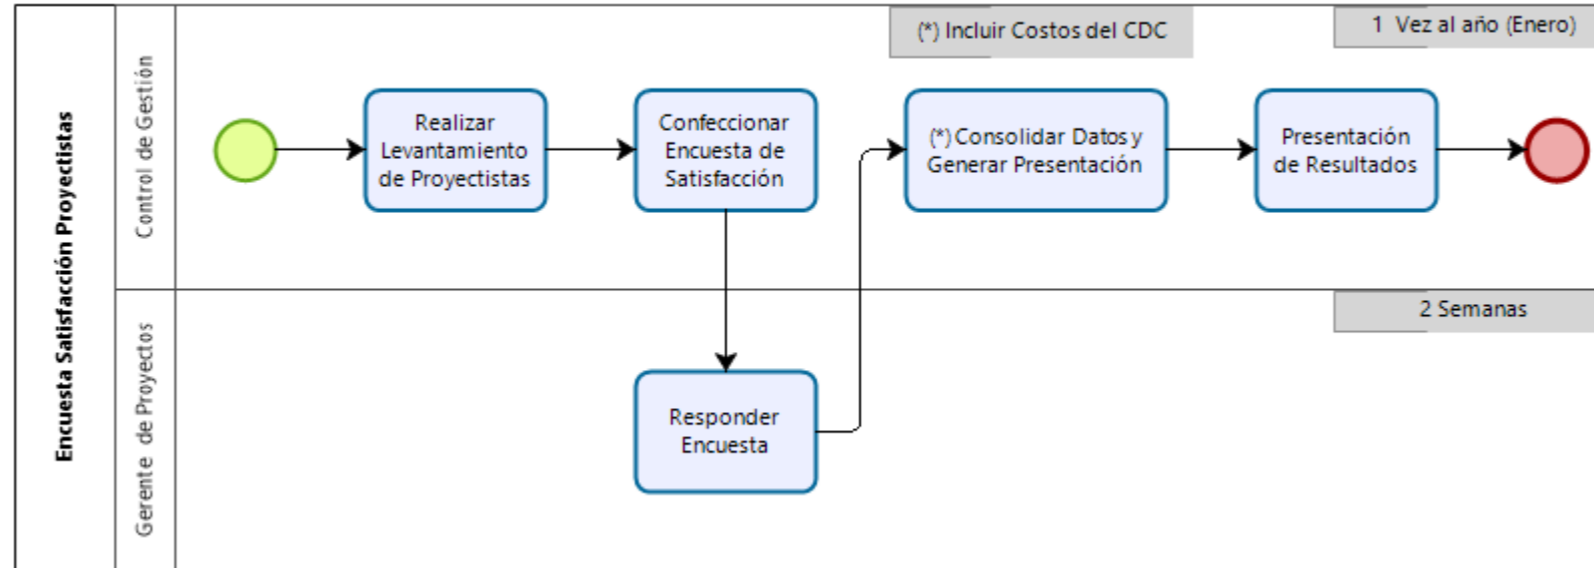 Encuesta Satisfacción Proyectistas
Control de Gestión
(*) Incluir Costos del CDC
1 Vez al año (Enero)
Realizar
Levantamiento
de Proyectistas
Confeccionar
Encuesta de
Satisfacción
(*) Consolidar Datos y
Generar Presentación
Presentación
de Resultados
Gerente de Proyectos
2 Semanas
Responder
Encuesta